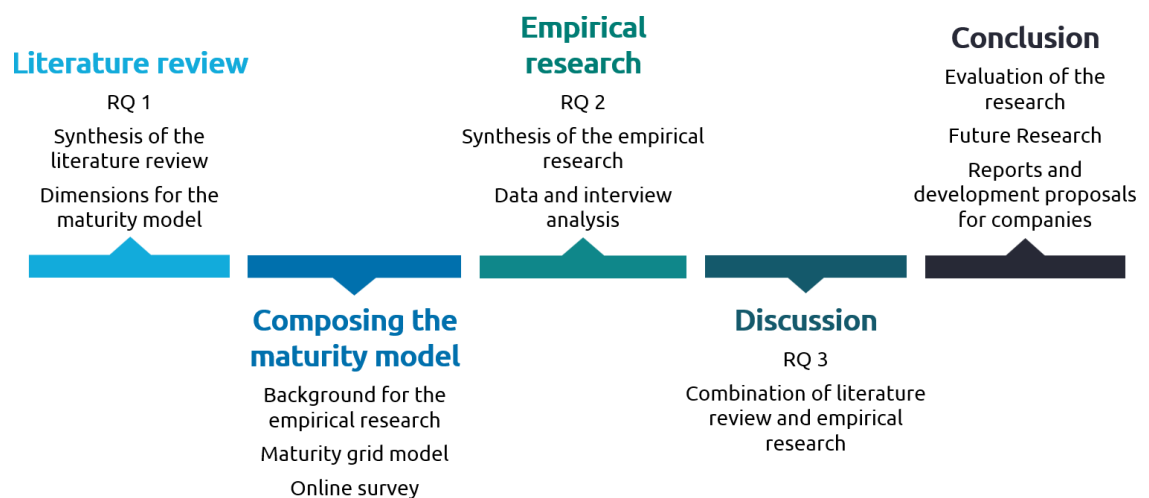 Literature review
RQ 1
Synthesis of the
literature review
Dimensions for the
maturity model
Composing the
maturity model
Background for the
empirical research
Maturity grid model
Online survey
Empirical
research
RQ 2
Synthesis of the empirical
research
Data and interview
analysis
Discussion
RQ 3
Combination of literature
review and empirical
research
Conclusion
Evaluation of the
research
Future Research
Reports and
development proposals
for companies